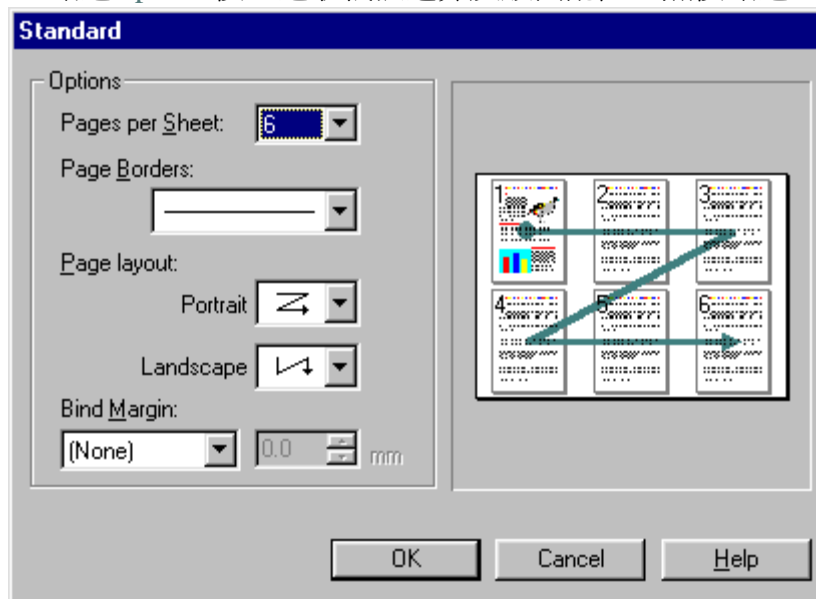 Standard
Options
Pages per Sheet: 6
Page Borders:
Page layout:
Portrait
Landscape
Bind Margin:
(None) 0.0 mm
1 2 3
4 5 6
OK Cancel Help